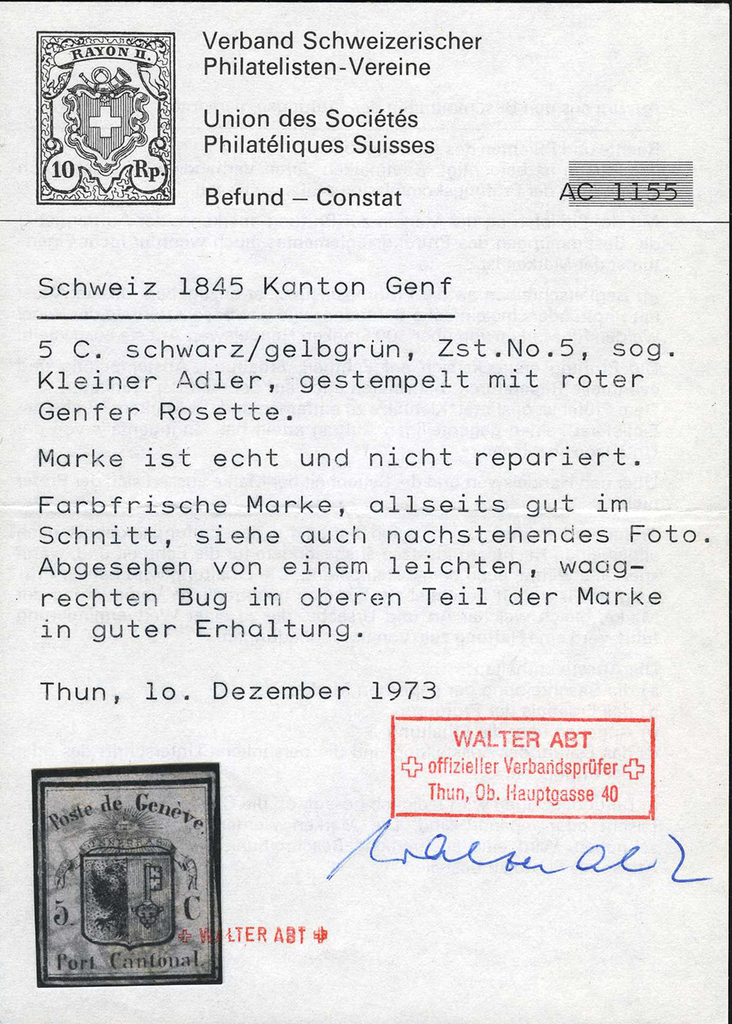 RAYON II.
10 Rp.
Verband Schweizerischer
Philatelisten-Vereine
Union des Sociétés
Philatéliques Suisses
Befund – Constat
AC 1155
Schweiz 1845 Kanton Genf
5 C. schwarz/gelbgrün, Zst.No.5, sog.
Kleiner Adler, gestempelt mit roter
Genfer Rosette.
Marke ist echt und nicht repariert.
Farbfrische Marke, allseits gut im
Schnitt, siehe auch nachstehendes Foto.
Abgesehen von einem leichten, waag-
rechten Bug im oberen Teil der Marke
in guter Erhaltung.
Thun, lo. Dezember 1973
WALTER ABT
offizieller Verbandsprüfer
Thun, Ob. Hauptgasse 40
Walter Abt
Poste de Genève
5 C
Port Cantonal
WALTER ABT